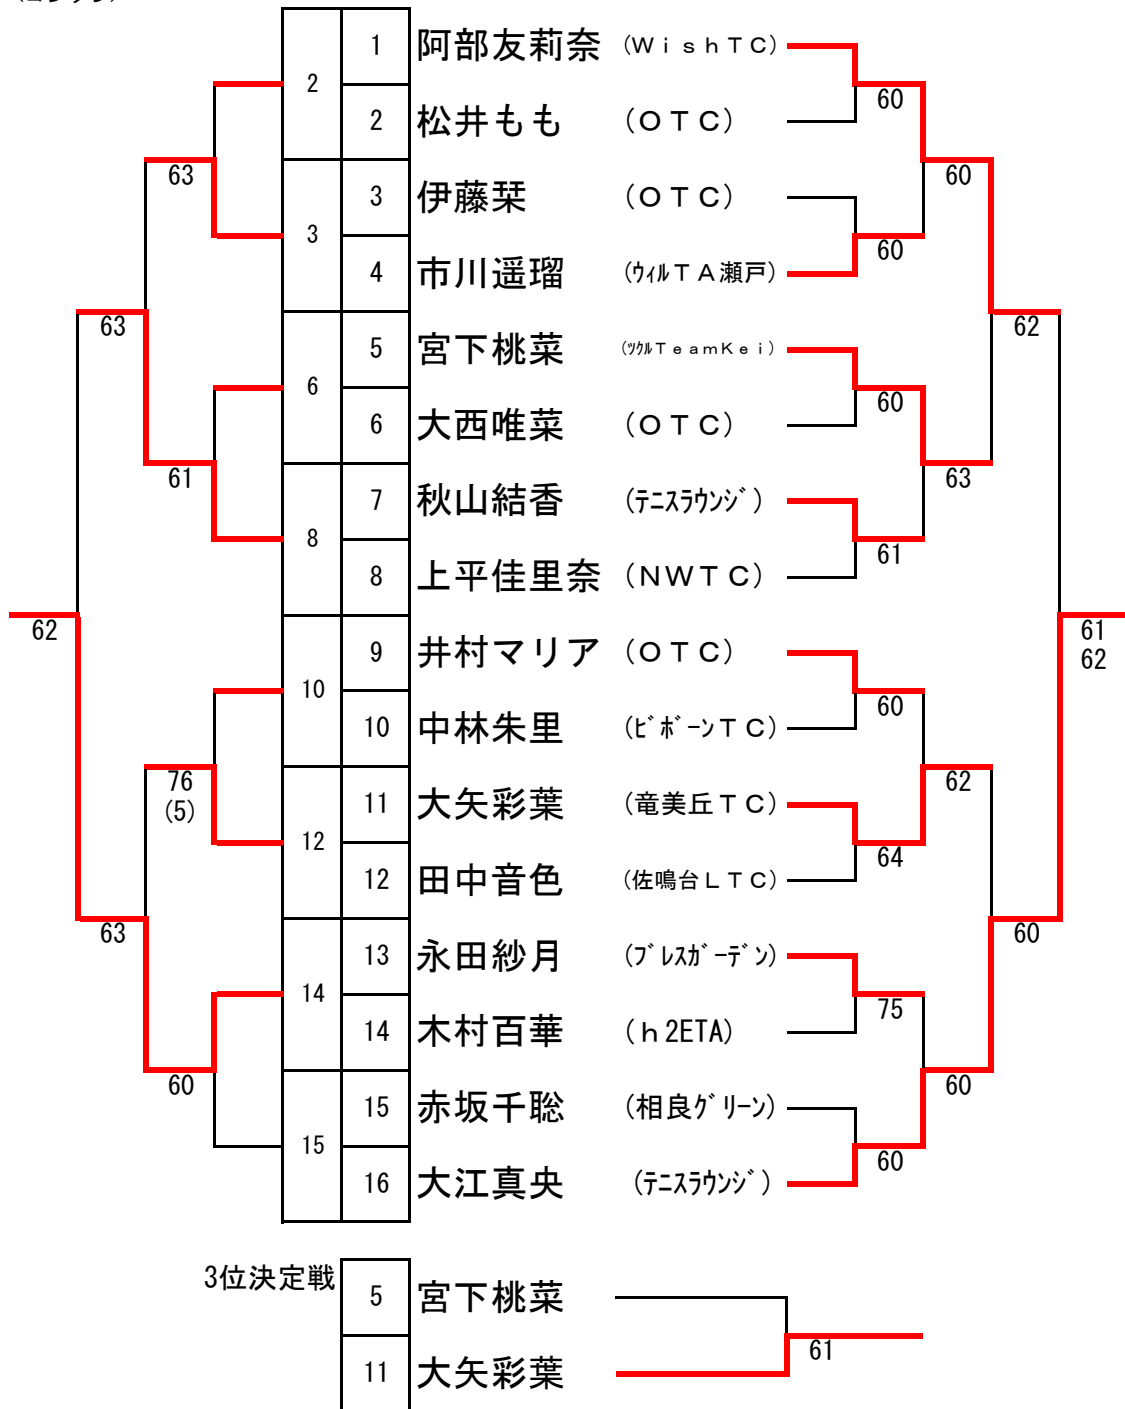 1 阿部友莉奈 (ＷｉｓｈＴＣ)
2 60
2 松井もも (ＯＴＣ)
63 60
3 伊藤栞 (ＯＴＣ)
3 60
4 市川遥瑠 (ｳｨﾙＴＡ瀬戸)
63 62
5 宮下桃菜 (ﾂｸﾙＴｅａｍＫｅｉ)
6 60
6 大西唯菜 (ＯＴＣ)
61 63
7 秋山結香 (ﾃﾆｽﾗｳﾝｼﾞ)
8 61
8 上平佳里奈 (ＮＷＴＣ)
62 61
62
9 井村マリア (ＯＴＣ)
10 60
10 中林朱里 (ﾋﾞﾎﾞｰﾝＴＣ)
76 62
(5)
11 大矢彩葉 (竜美丘ＴＣ)
12 64
12 田中音色 (佐鳴台ＬＴＣ)
63 60
13 永田紗月 (ﾌﾞﾚｽｶﾞｰﾃﾞﾝ)
14 75
14 木村百華 (ｈ2ETA)
60 60
15 赤坂千聡 (相良ｸﾞﾘｰﾝ)
15 60
16 大江真央 (ﾃﾆｽﾗｳﾝｼﾞ)
3位決定戦
5 宮下桃菜
61
11 大矢彩葉